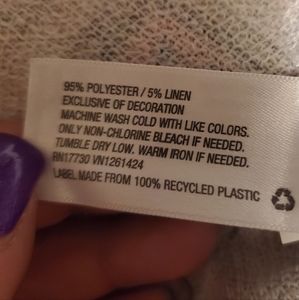 95% POLYESTER / 5% LINEN
EXCLUSIVE OF DECORATION
MACHINE WASH COLD WITH LIKE COLORS.
ONLY NON-CHLORINE BLEACH IF NEEDED.
TUMBLE DRY LOW. WARM IRON IF NEEDED.
RN17730 VN1261424
LABEL MADE FROM 100% RECYCLED PLASTIC